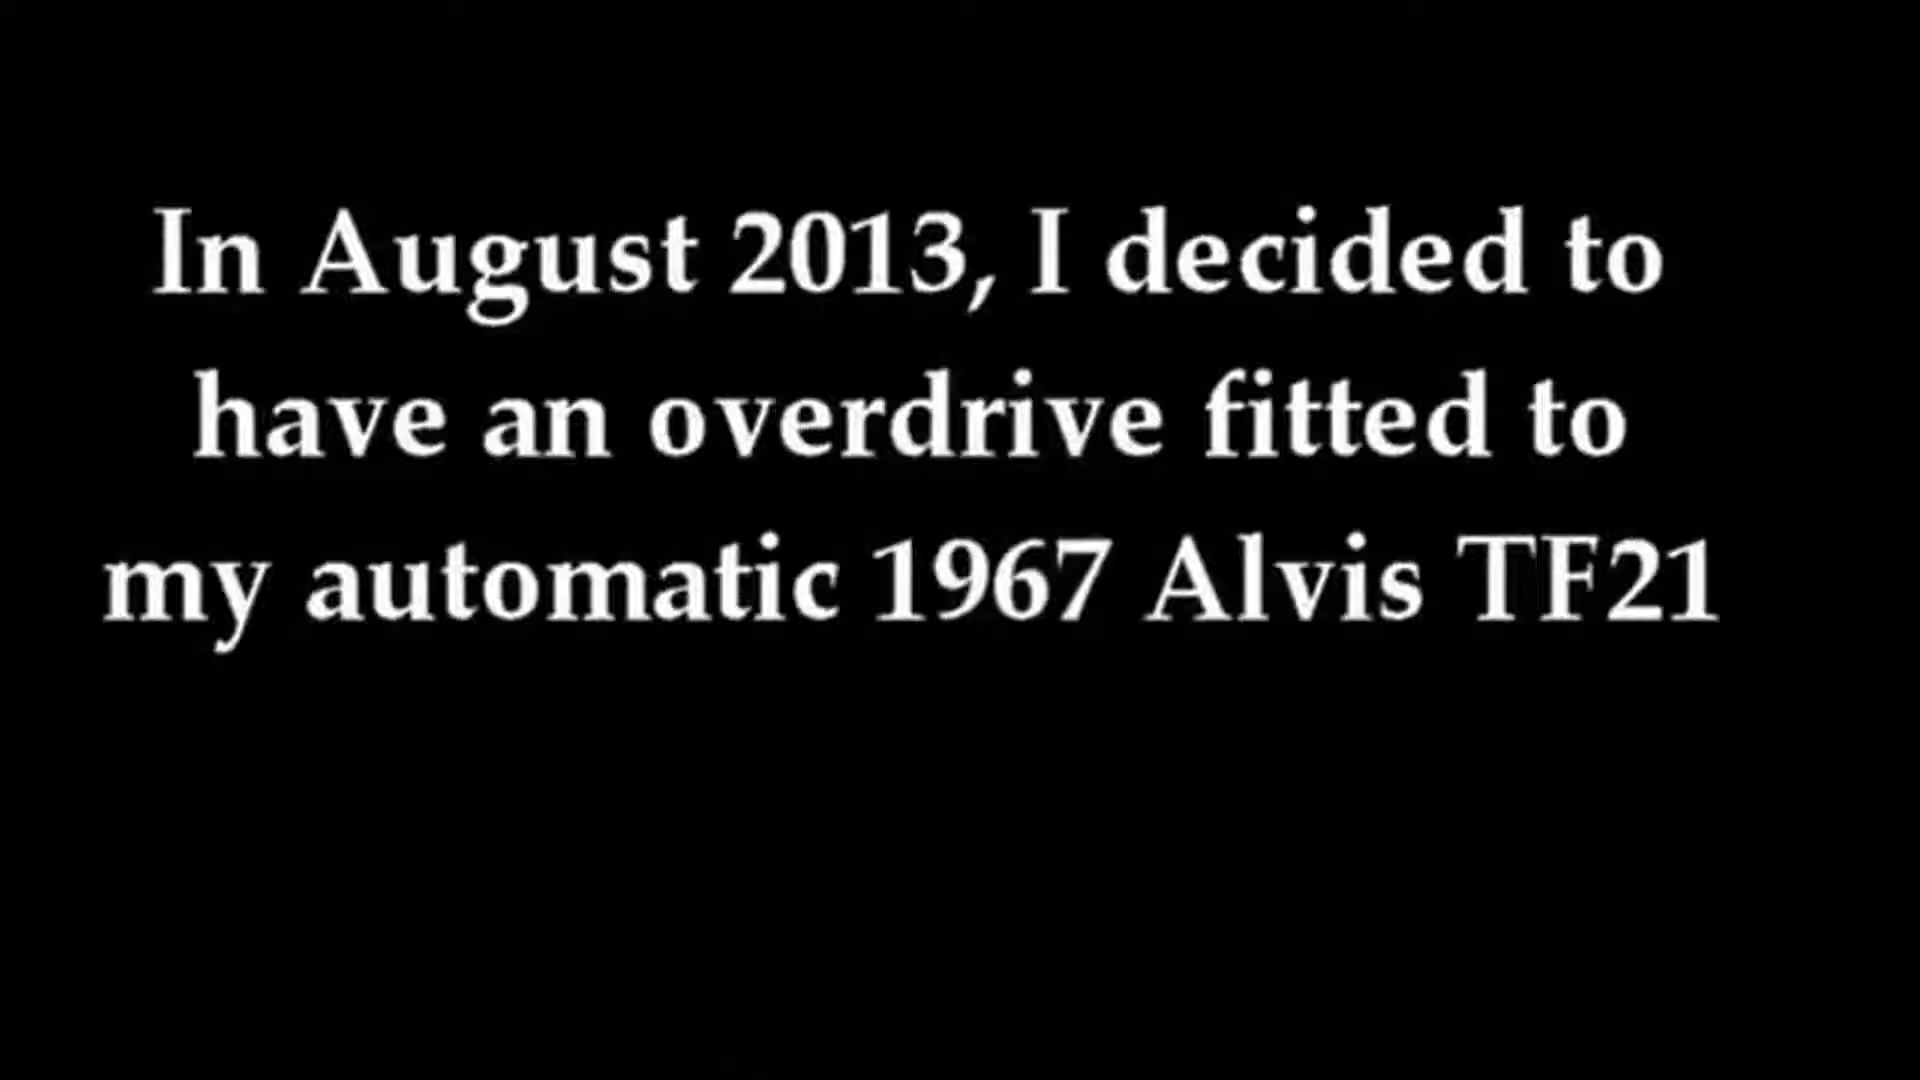 In August 2013, I decided to
have an overdrive fitted to
my automatic 1967 Alvis TF21